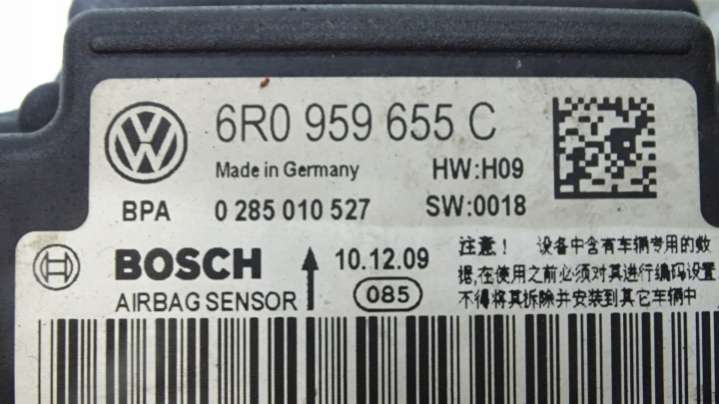 6R0 959 655 C
Made in Germany HW:H09
BPA 0 285 010 527 SW:0018
BOSCH 10.12.09
AIRBAG SENSOR 085
注意！ 设备中含有车辆专用的数
据,在使用之前必须对其进行编码设置
不得将其拆除并安装到其它车辆中